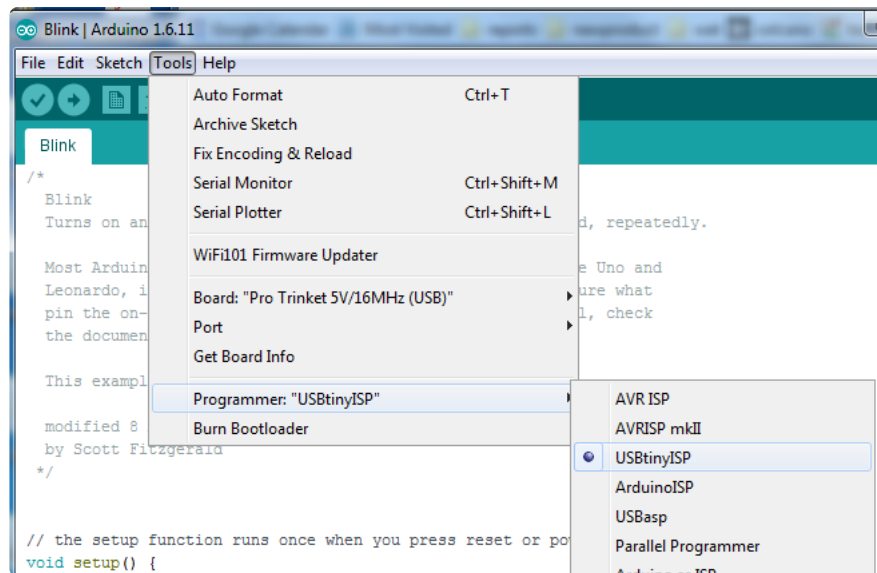 Blink | Arduino 1.6.11
File Edit Sketch Tools Help
Auto Format Ctrl+T
Archive Sketch
Fix Encoding & Reload
Serial Monitor Ctrl+Shift+M
Serial Plotter Ctrl+Shift+L
WiFi101 Firmware Updater
Board: "Pro Trinket 5V/16MHz (USB)"
Port
Get Board Info
Programmer: "USBtinyISP"
Burn Bootloader
AVR ISP
AVRISP mkII
USBtinyISP
ArduinoISP
USBasp
Parallel Programmer
Blink
/*
Blink
Turns on an d, repeatedly.
Most Arduin e Uno and
Leonardo, i ure what
pin the on- l, check
the documen
This exampl
modified 8
by Scott Fitzgerald
*/
// the setup function runs once when you press reset or po
void setup() {